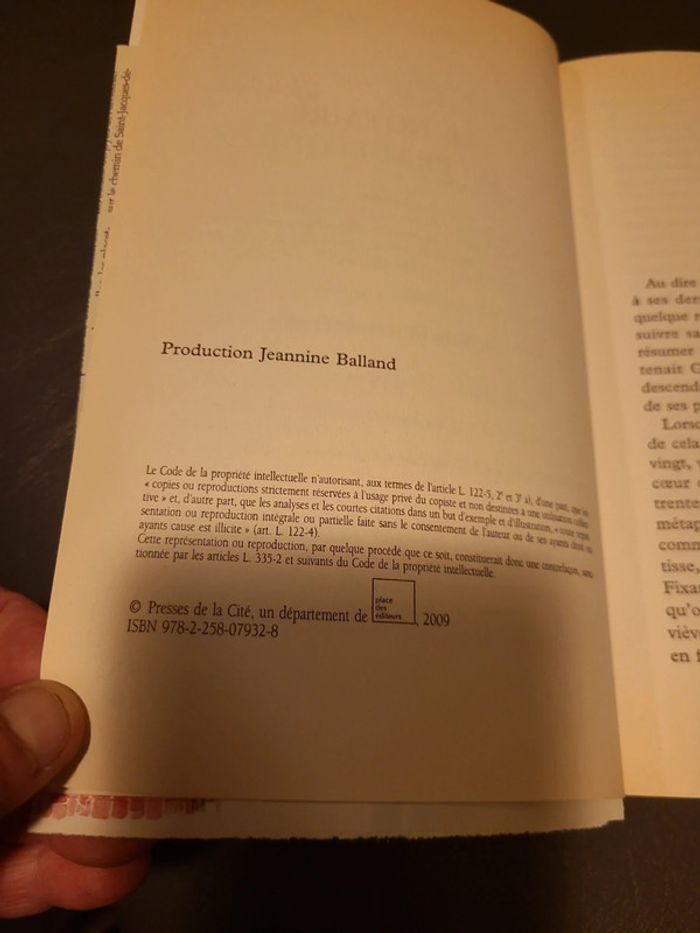 sur le chemin de Saint-Jacques-de-
Production Jeannine Balland
Le Code de la propriété intellectuelle n'autorisant, aux termes de l'article L. 122-5, 2° et 3° a), d'une part, que les
« copies ou reproductions strictement réservées à l'usage privé du copiste et non destinées à une utilisation collec-
tive » et, d'autre part, que les analyses et les courtes citations dans un but d'exemple et d'illustration, « toute repré-
sentation ou reproduction intégrale ou partielle faite sans le consentement de l'auteur ou de ses ayants droit ou
ayants cause est illicite » (art. L. 122-4).
Cette représentation ou reproduction, par quelque procédé que ce soit, constituerait donc une contrefaçon, sanc-
tionnée par les articles L. 335-2 et suivants du Code de la propriété intellectuelle.
© Presses de la Cité, un département de place des éditeurs, 2009
ISBN 978-2-258-07932-8
Au dire
à ses der
quelque r
suivre sa
résumer
tenait G
descend
de ses p
Lorsc
de cela
vingt,
cœur
trente
métap
comm
tisse,
Fixa
qu'o
vièv
en f